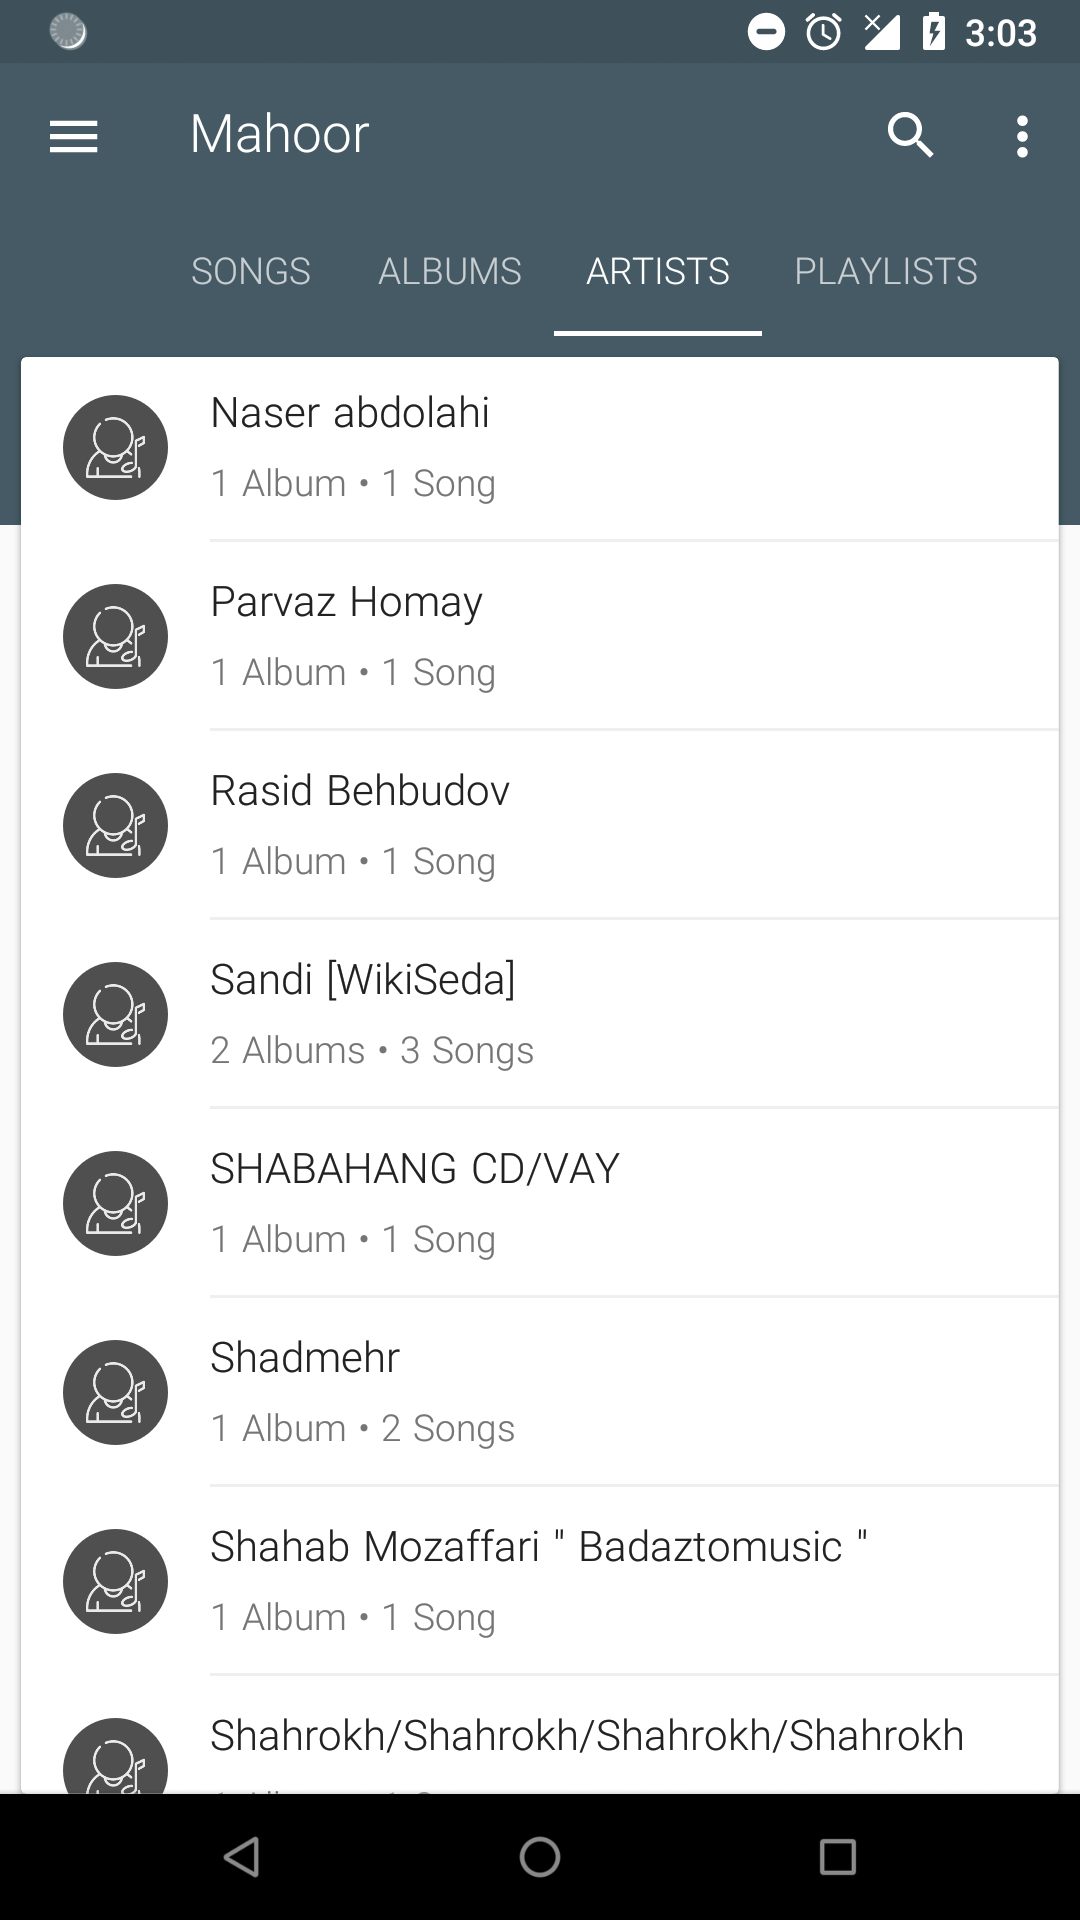 3:03
Mahoor
SONGS ALBUMS ARTISTS PLAYLISTS
Naser abdolahi
1 Album • 1 Song
Parvaz Homay
1 Album • 1 Song
Rasid Behbudov
1 Album • 1 Song
Sandi [WikiSeda]
2 Albums • 3 Songs
SHABAHANG CD/VAY
1 Album • 1 Song
Shadmehr
1 Album • 2 Songs
Shahab Mozaffari " Badaztomusic "
1 Album • 1 Song
Shahrokh/Shahrokh/Shahrokh/Shahrokh